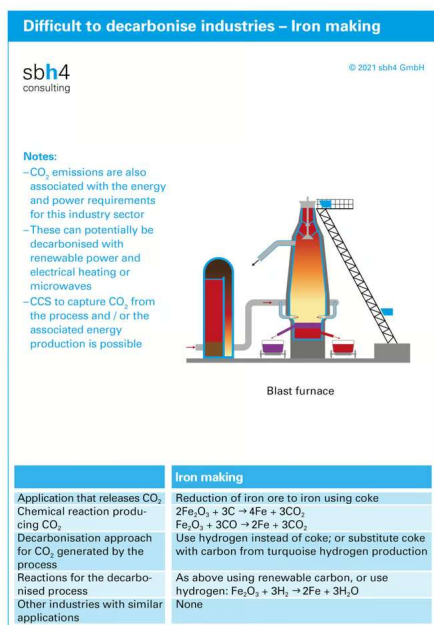 Difficult to decarbonise industries – Iron making
sbh4
consulting
© 2021 sbh4 GmbH
Notes:
–CO₂ emissions are also
associated with the energy
and power requirements
for this industry sector
–These can potentially be
decarbonised with
renewable power and
electrical heating or
microwaves
–CCS to capture CO₂ from
the process and / or the
associated energy
production is possible
Blast furnace
Iron making
Application that releases CO₂
Reduction of iron ore to iron using coke
Chemical reaction produ-
cing CO₂
2Fe₂O₃ + 3C → 4Fe + 3CO₂
Fe₂O₃ + 3CO → 2Fe + 3CO₂
Decarbonisation approach
for CO₂ generated by the
process
Use hydrogen instead of coke; or substitute coke
with carbon from turquoise hydrogen production
Reactions for the decarbo-
nised process
As above using renewable carbon, or use
hydrogen: Fe₂O₃ + 3H₂ → 2Fe + 3H₂O
Other industries with similar
applications
None